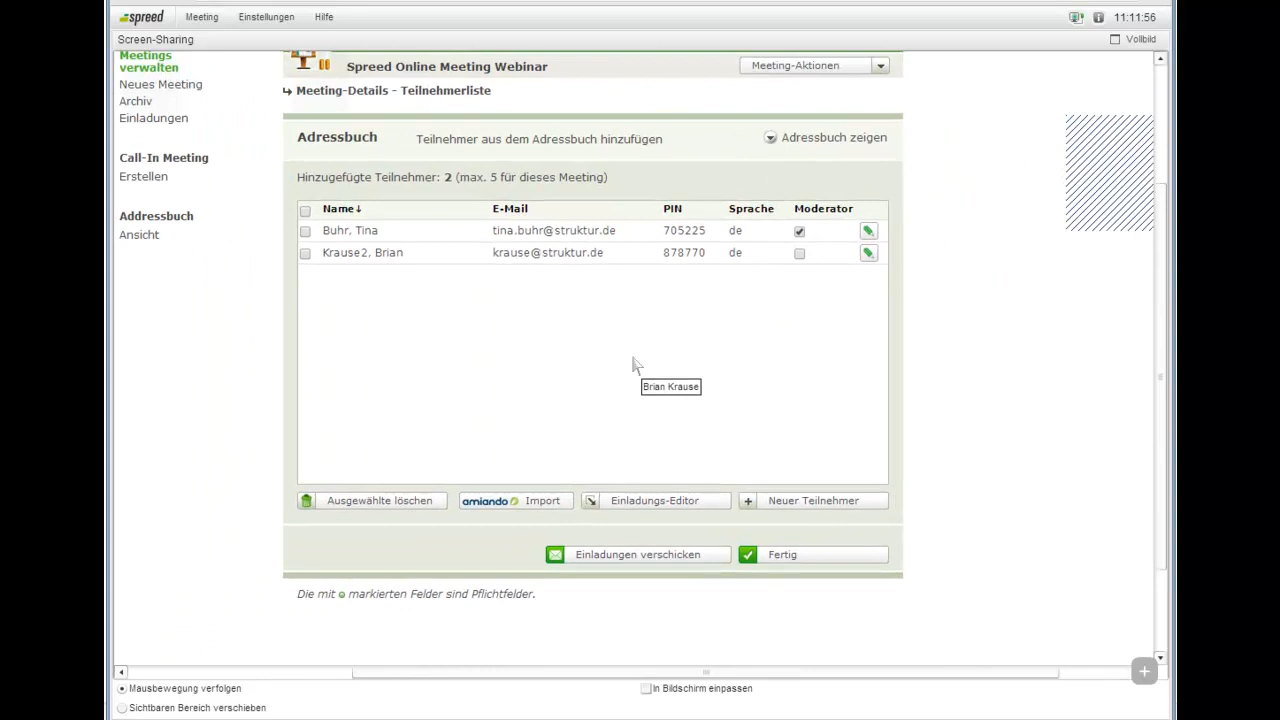 spreed Meeting Einstellungen Hilfe 11:11:56
Screen-Sharing Vollbild
Meetings
verwalten
Neues Meeting
Archiv
Einladungen
Call-In Meeting
Erstellen
Addressbuch
Ansicht
Spreed Online Meeting Webinar Meeting-Aktionen
Meeting-Details - Teilnehmerliste
Adressbuch Teilnehmer aus dem Adressbuch hinzufügen Adressbuch zeigen
Hinzugefügte Teilnehmer: 2 (max. 5 für dieses Meeting)
Name↓ E-Mail PIN Sprache Moderator
Buhr, Tina tina.buhr@struktur.de 705225 de
Krause2, Brian krause@struktur.de 878770 de
Brian Krause
Ausgewählte löschen amiando Import Einladungs-Editor Neuer Teilnehmer
Einladungen verschicken Fertig
Die mit markierten Felder sind Pflichtfelder.
Mausbewegung verfolgen In Bildschirm einpassen
Sichtbaren Bereich verschieben